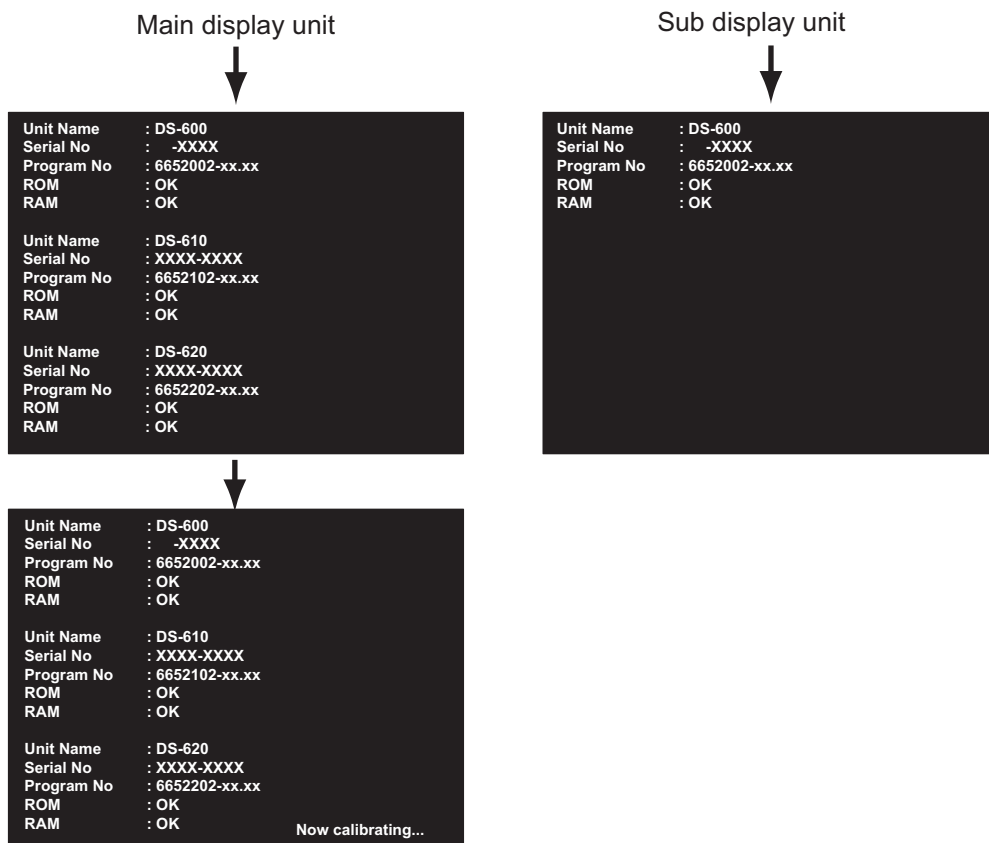 Main display unit
Unit Name : DS-600
Serial No : -XXXX
Program No : 6652002-xx.xx
ROM : OK
RAM : OK
Unit Name : DS-610
Serial No : XXXX-XXXX
Program No : 6652102-xx.xx
ROM : OK
RAM : OK
Unit Name : DS-620
Serial No : XXXX-XXXX
Program No : 6652202-xx.xx
ROM : OK
RAM : OK
Unit Name : DS-600
Serial No : -XXXX
Program No : 6652002-xx.xx
ROM : OK
RAM : OK
Unit Name : DS-610
Serial No : XXXX-XXXX
Program No : 6652102-xx.xx
ROM : OK
RAM : OK
Unit Name : DS-620
Serial No : XXXX-XXXX
Program No : 6652202-xx.xx
ROM : OK
RAM : OK Now calibrating...
Sub display unit
Unit Name : DS-600
Serial No : -XXXX
Program No : 6652002-xx.xx
ROM : OK
RAM : OK